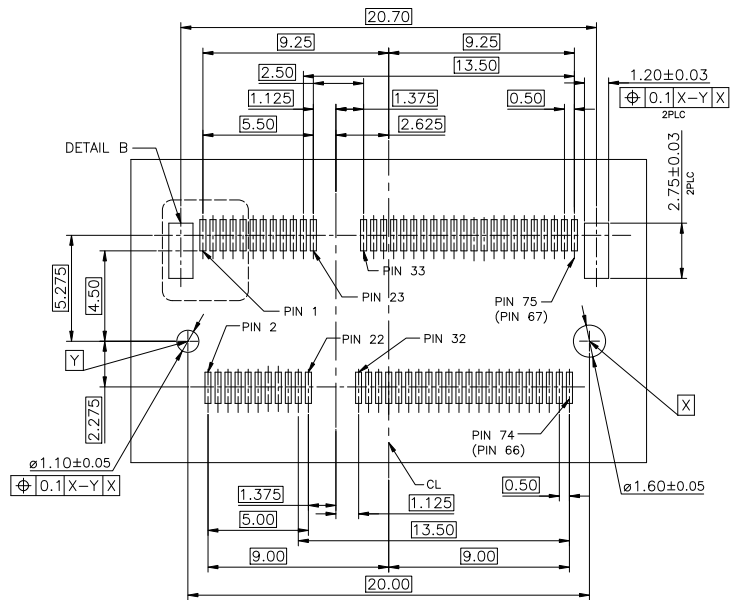 20.70
9.25 9.25
2.50 13.50
1.125 1.375 0.50 1.20±0.03
⌖ 0.1 X-Y X
2PLC
5.50 2.625
DETAIL B
2.75±0.03
2PLC
PIN 33
PIN 23
PIN 1
PIN 75
(PIN 67)
5.275
4.50
PIN 2
PIN 22
PIN 32
Y
X
2.275
PIN 74
(PIN 66)
ø1.10±0.05
⌖ 0.1 X-Y X
CL
ø1.60±0.05
1.375 1.125 0.50
5.00 13.50
9.00 9.00
20.00